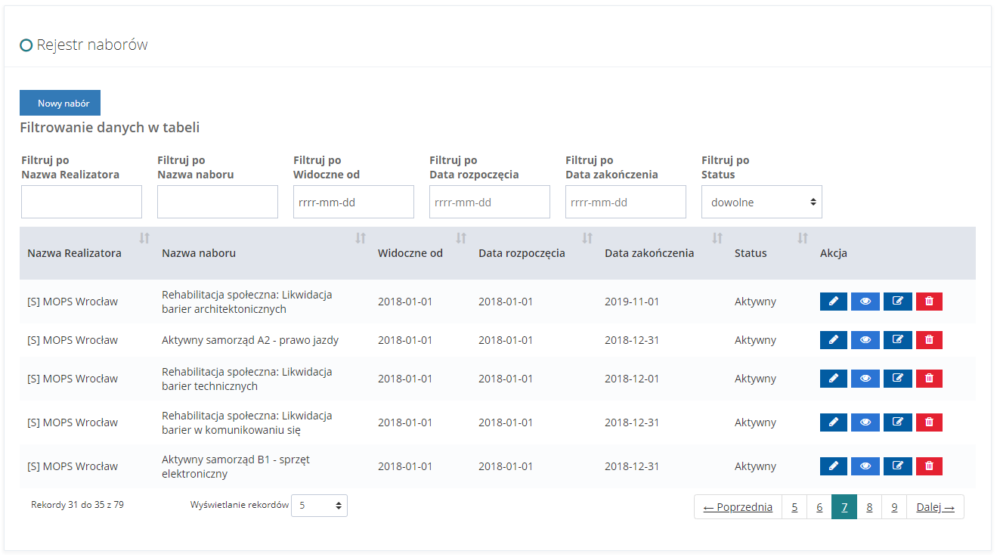 Rejestr naborów
Nowy nabór
Filtrowanie danych w tabeli
Filtruj po
Nazwa Realizatora
Filtruj po
Nazwa naboru
Filtruj po
Widoczne od
Filtruj po
Data rozpoczęcia
Filtruj po
Data zakończenia
Filtruj po
Status
rrrr-mm-dd rrrr-mm-dd rrrr-mm-dd dowolne
Nazwa Realizatora Nazwa naboru Widoczne od Data rozpoczęcia Data zakończenia Status Akcja
[S] MOPS Wrocław
Rehabilitacja społeczna: Likwidacja
barier architektonicznych
2018-01-01 2018-01-01 2019-11-01 Aktywny
[S] MOPS Wrocław Aktywny samorząd A2 - prawo jazdy 2018-01-01 2018-01-01 2018-12-31 Aktywny
[S] MOPS Wrocław
Rehabilitacja społeczna: Likwidacja
barier technicznych
2018-01-01 2018-01-01 2018-12-01 Aktywny
[S] MOPS Wrocław
Rehabilitacja społeczna: Likwidacja
barier w komunikowaniu się
2018-01-01 2018-01-01 2018-12-31 Aktywny
[S] MOPS Wrocław
Aktywny samorząd B1 - sprzęt
elektroniczny
2018-01-01 2018-01-01 2018-12-31 Aktywny
Rekordy 31 do 35 z 79 Wyświetlanie rekordów 5 ← Poprzednia 5 6 7 8 9 Dalej →